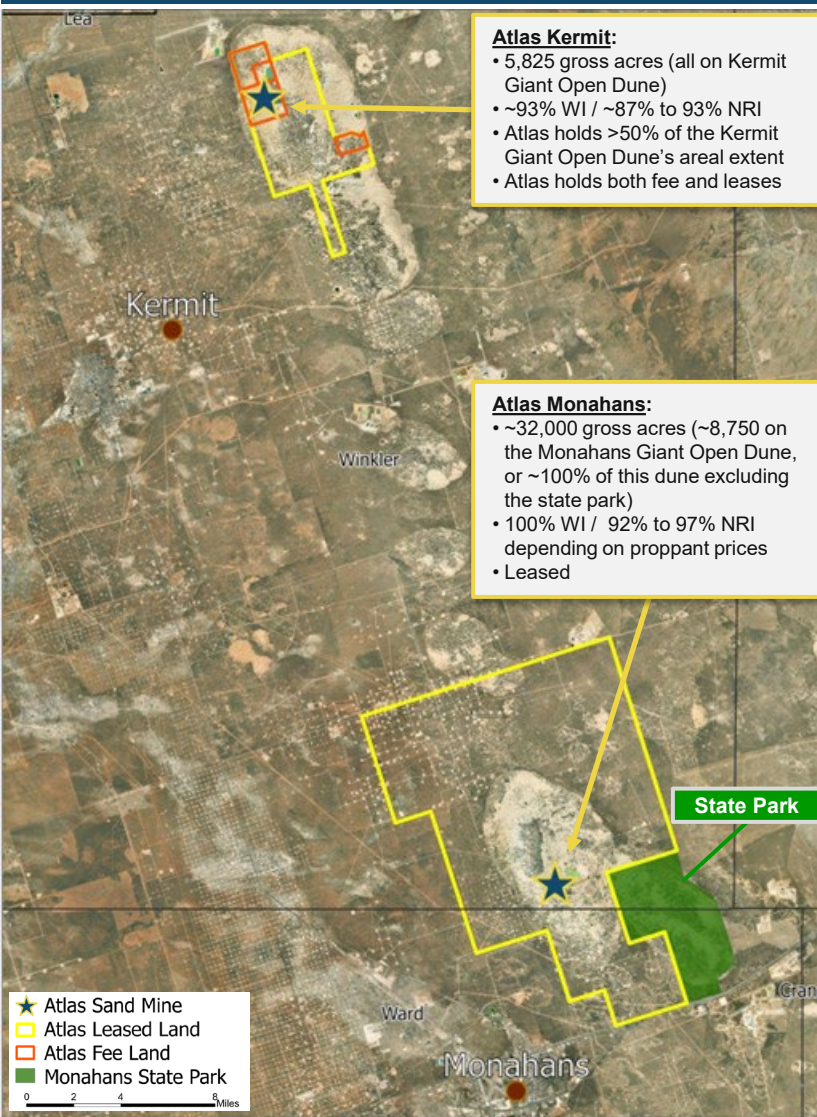 Lea
Atlas Kermit:
• 5,825 gross acres (all on Kermit
Giant Open Dune)
• ~93% WI / ~87% to 93% NRI
• Atlas holds >50% of the Kermit
Giant Open Dune's areal extent
• Atlas holds both fee and leases
Kermit
Winkler
Atlas Monahans:
• ~32,000 gross acres (~8,750 on
the Monahans Giant Open Dune,
or ~100% of this dune excluding
the state park)
• 100% WI / 92% to 97% NRI
depending on proppant prices
• Leased
State Park
Cran
Ward
Monahans
Atlas Sand Mine
Atlas Leased Land
Atlas Fee Land
Monahans State Park
0 2 4 8
Miles